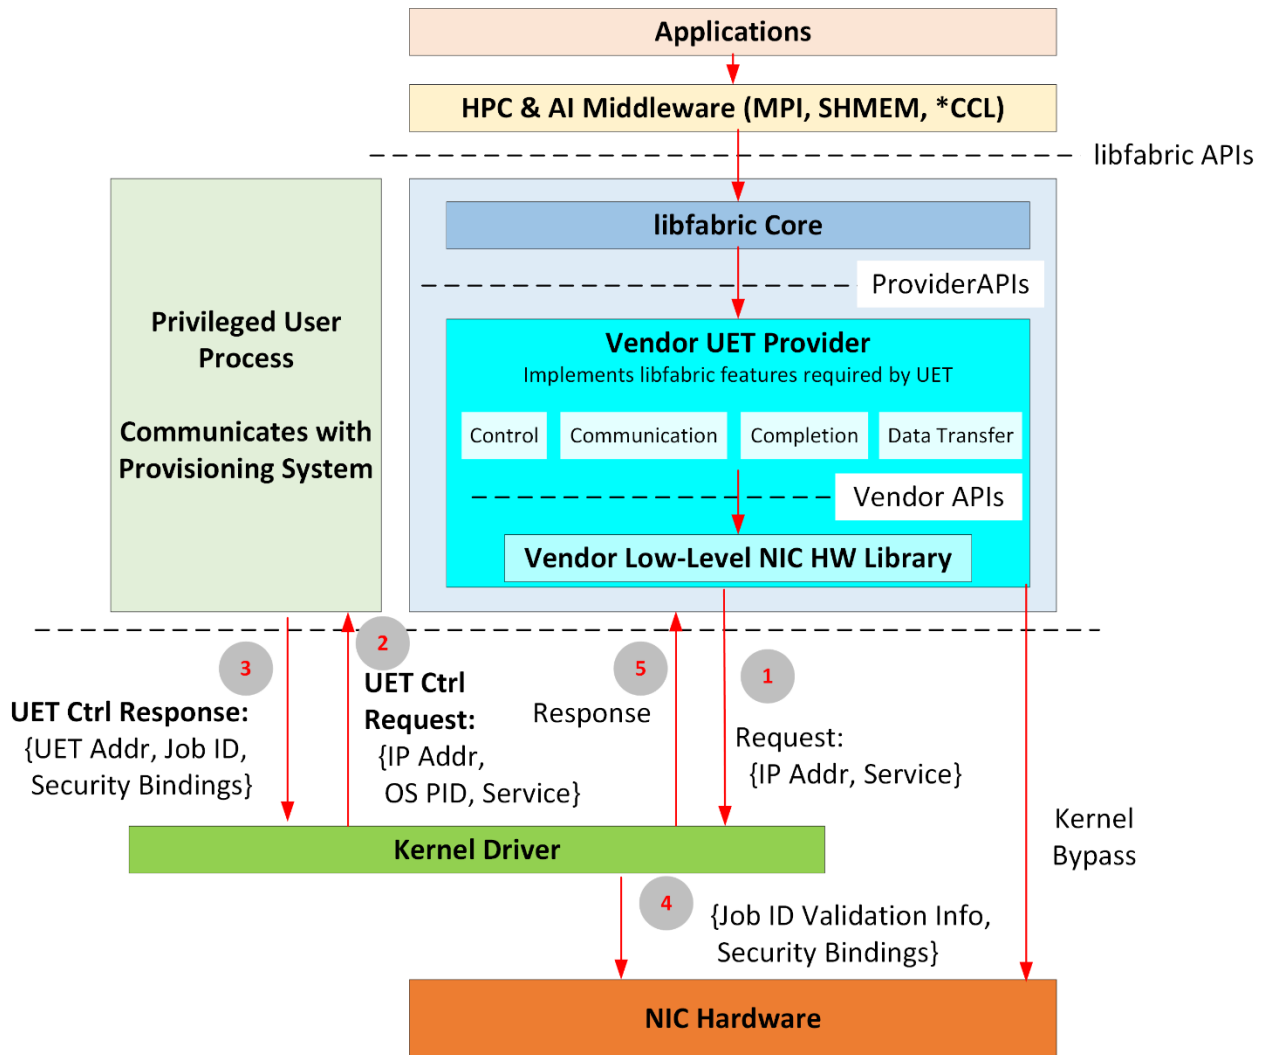 Applications
HPC & AI Middleware (MPI, SHMEM, *CCL)
libfabric APIs
libfabric Core
ProviderAPIs
Privileged User
Process
Communicates with
Provisioning System
Vendor UET Provider
Implements libfabric features required by UET
Control
Communication
Completion
Data Transfer
Vendor APIs
Vendor Low-Level NIC HW Library
3
UET Ctrl Response:
{UET Addr, Job ID,
Security Bindings}
2
UET Ctrl
Request:
{IP Addr,
OS PID, Service}
5
Response
1
Request:
{IP Addr, Service}
Kernel
Bypass
Kernel Driver
4
{Job ID Validation Info,
Security Bindings}
NIC Hardware